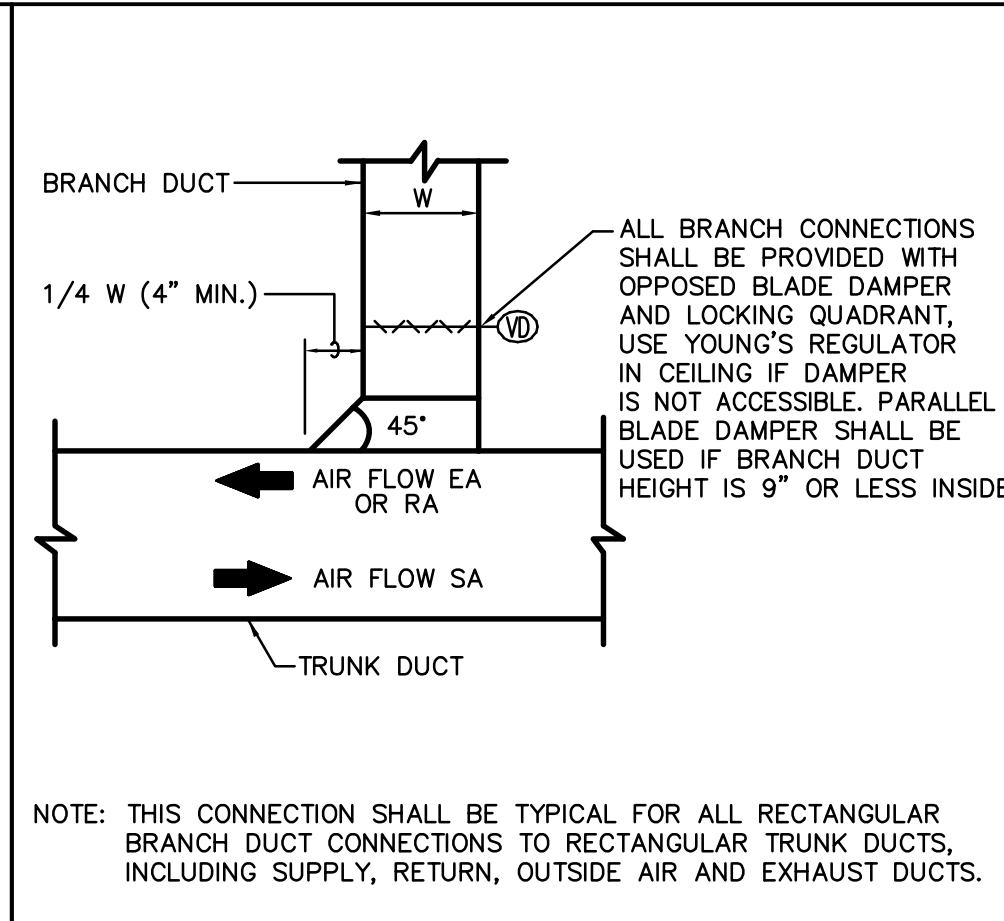 BRANCH DUCT
W
1/4 W (4" MIN.)
VD
ALL BRANCH CONNECTIONS
SHALL BE PROVIDED WITH
OPPOSED BLADE DAMPER
AND LOCKING QUADRANT,
USE YOUNG'S REGULATOR
IN CEILING IF DAMPER
IS NOT ACCESSIBLE. PARALLEL
BLADE DAMPER SHALL BE
USED IF BRANCH DUCT
HEIGHT IS 9" OR LESS INSIDE
45°
AIR FLOW EA
OR RA
AIR FLOW SA
TRUNK DUCT
NOTE: THIS CONNECTION SHALL BE TYPICAL FOR ALL RECTANGULAR
BRANCH DUCT CONNECTIONS TO RECTANGULAR TRUNK DUCTS,
INCLUDING SUPPLY, RETURN, OUTSIDE AIR AND EXHAUST DUCTS.